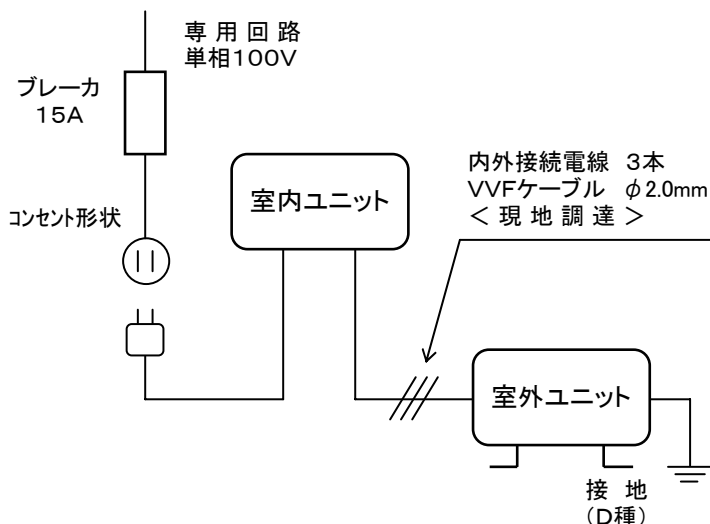 専用回路
単相100V
ブレーカ
15A
コンセント形状
室内ユニット
内外接続電線 3本
VVFケーブル φ2.0mm
＜現地調達＞
室外ユニット
接地
（D種）